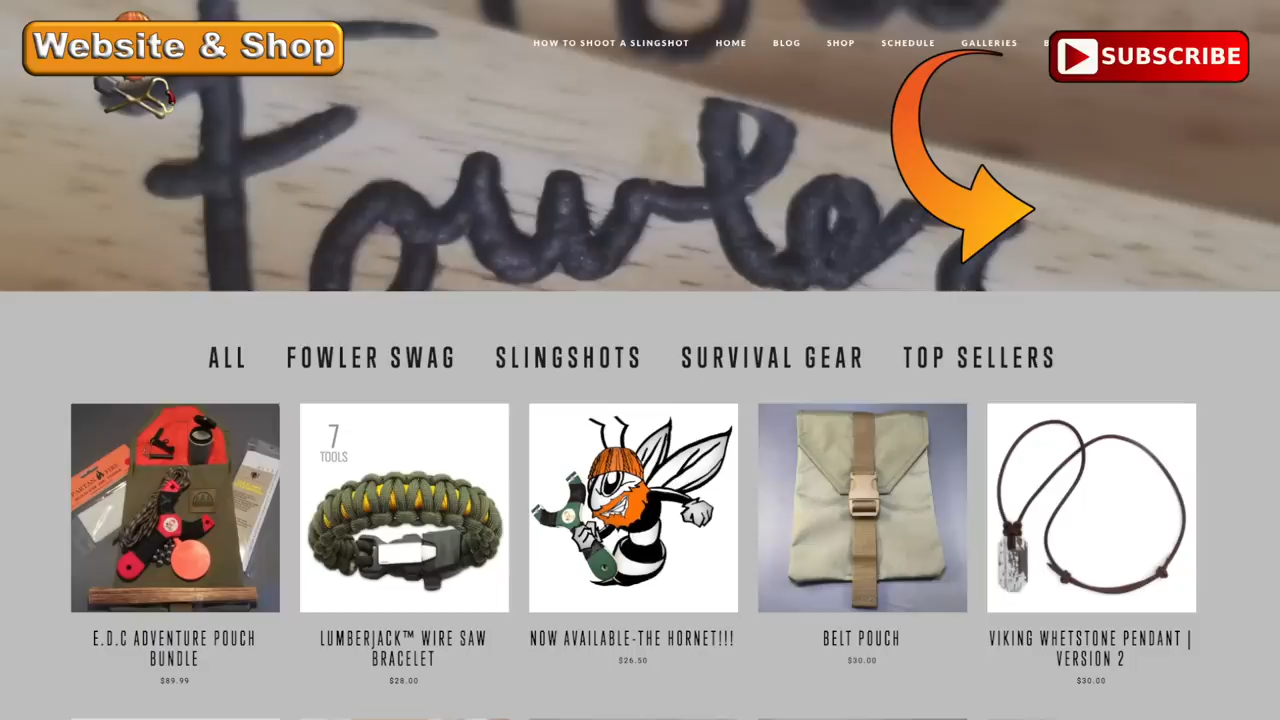 Website & Shop
HOW TO SHOOT A SLINGSHOT HOME BLOG SHOP SCHEDULE GALLERIES
SUBSCRIBE
Fowler
ALL FOWLER SWAG SLINGSHOTS SURVIVAL GEAR TOP SELLERS
7
TOOLS
E.D.C ADVENTURE POUCH
BUNDLE
$89.99
LUMBERJACK™ WIRE SAW
BRACELET
$28.00
NOW AVAILABLE-THE HORNET!!!
$26.50
BELT POUCH
$30.00
VIKING WHETSTONE PENDANT |
VERSION 2
$30.00